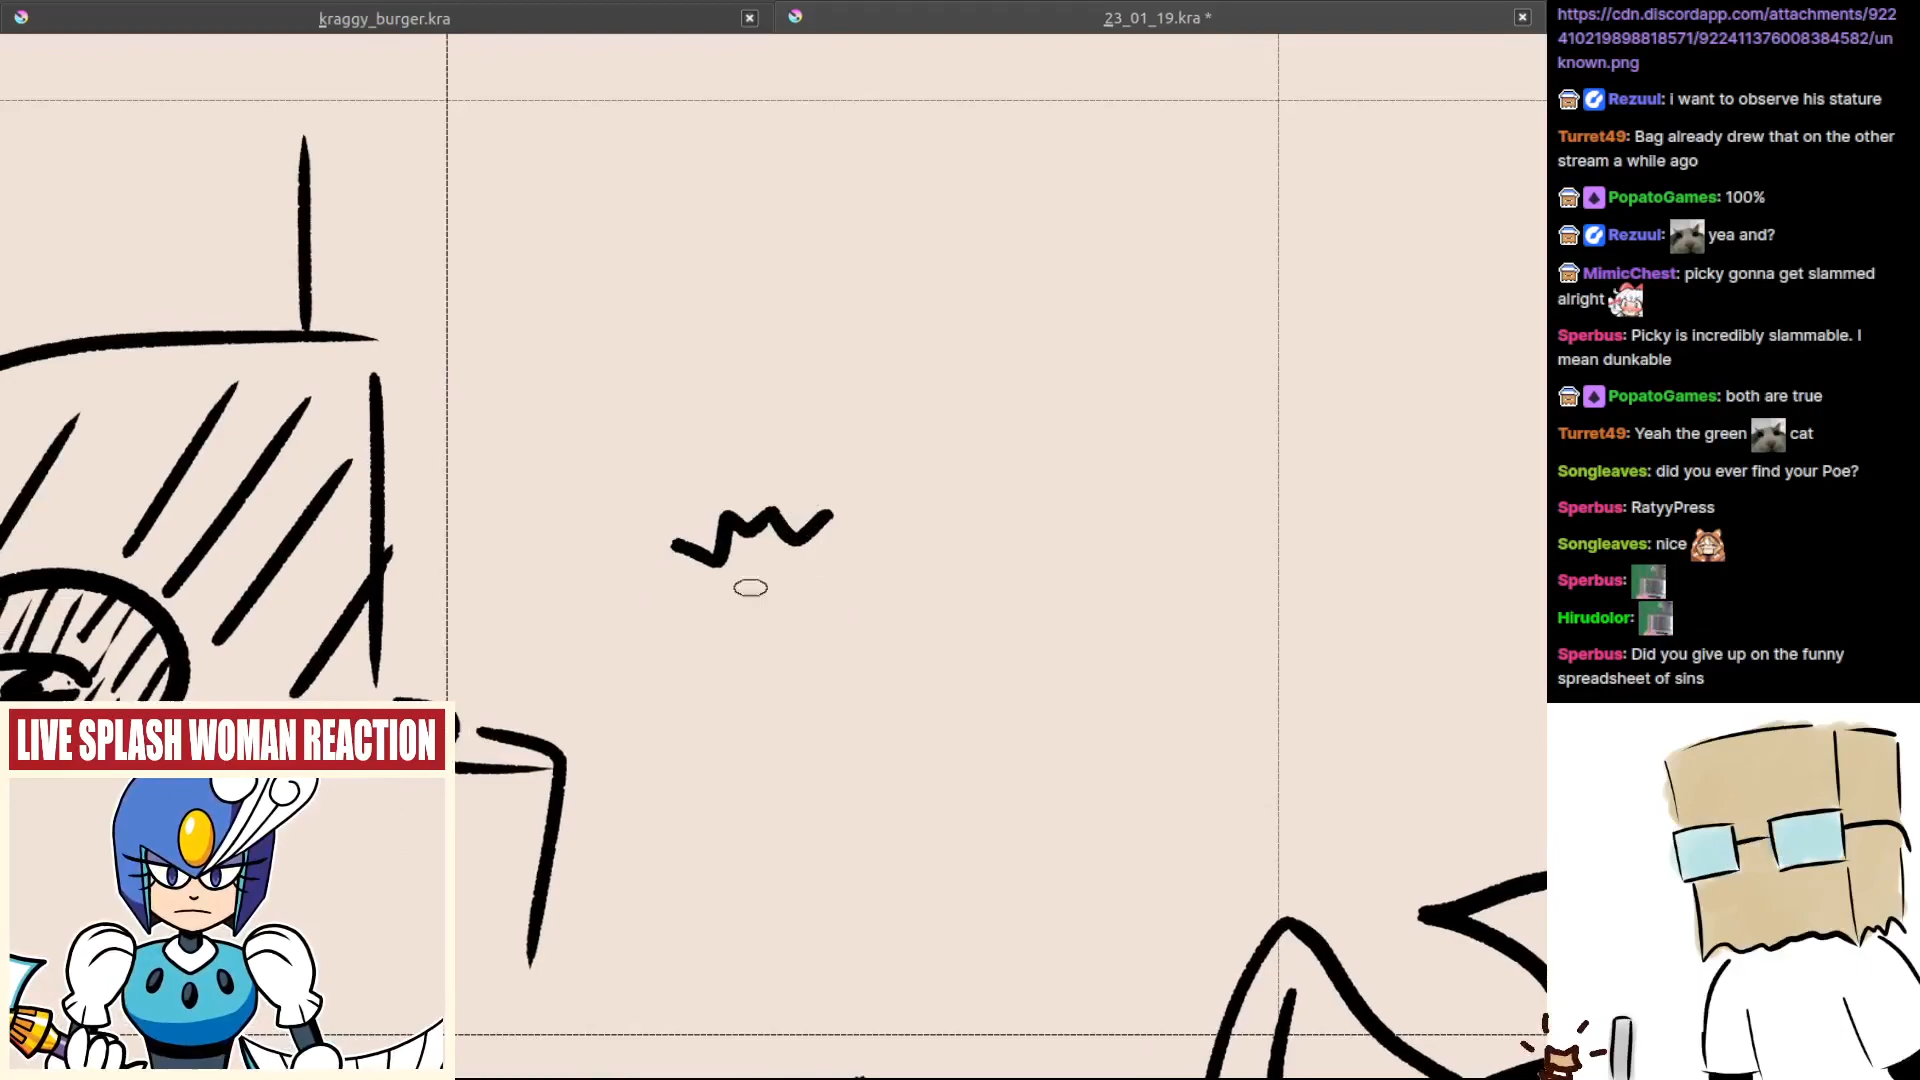 kraggy_burger.kra
23_01_19.kra *
https://cdn.discordapp.com/attachments/922
410219898818571/922411376008384582/un
known.png
Rezuul: i want to observe his stature
Turret49: Bag already drew that on the other
stream a while ago
PopatoGames: 100%
Rezuul: yea and?
MimicChest: picky gonna get slammed
alright
Sperbus: Picky is incredibly slammable. I
mean dunkable
PopatoGames: both are true
Turret49: Yeah the green cat
Songleaves: did you ever find your Poe?
Sperbus: RatyyPress
Songleaves: nice
Sperbus:
Hirudolor:
Sperbus: Did you give up on the funny
spreadsheet of sins
LIVE SPLASH WOMAN REACTION